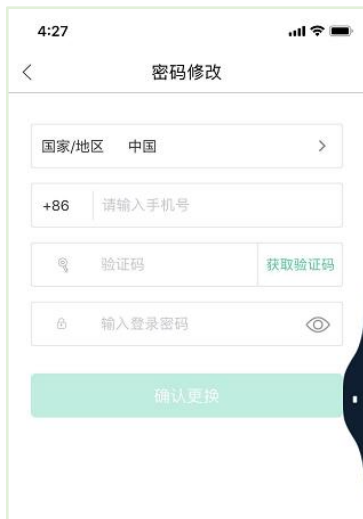 4:27
密码修改
国家/地区 中国
+86 请输入手机号
验证码 获取验证码
输入登录密码
确认更换